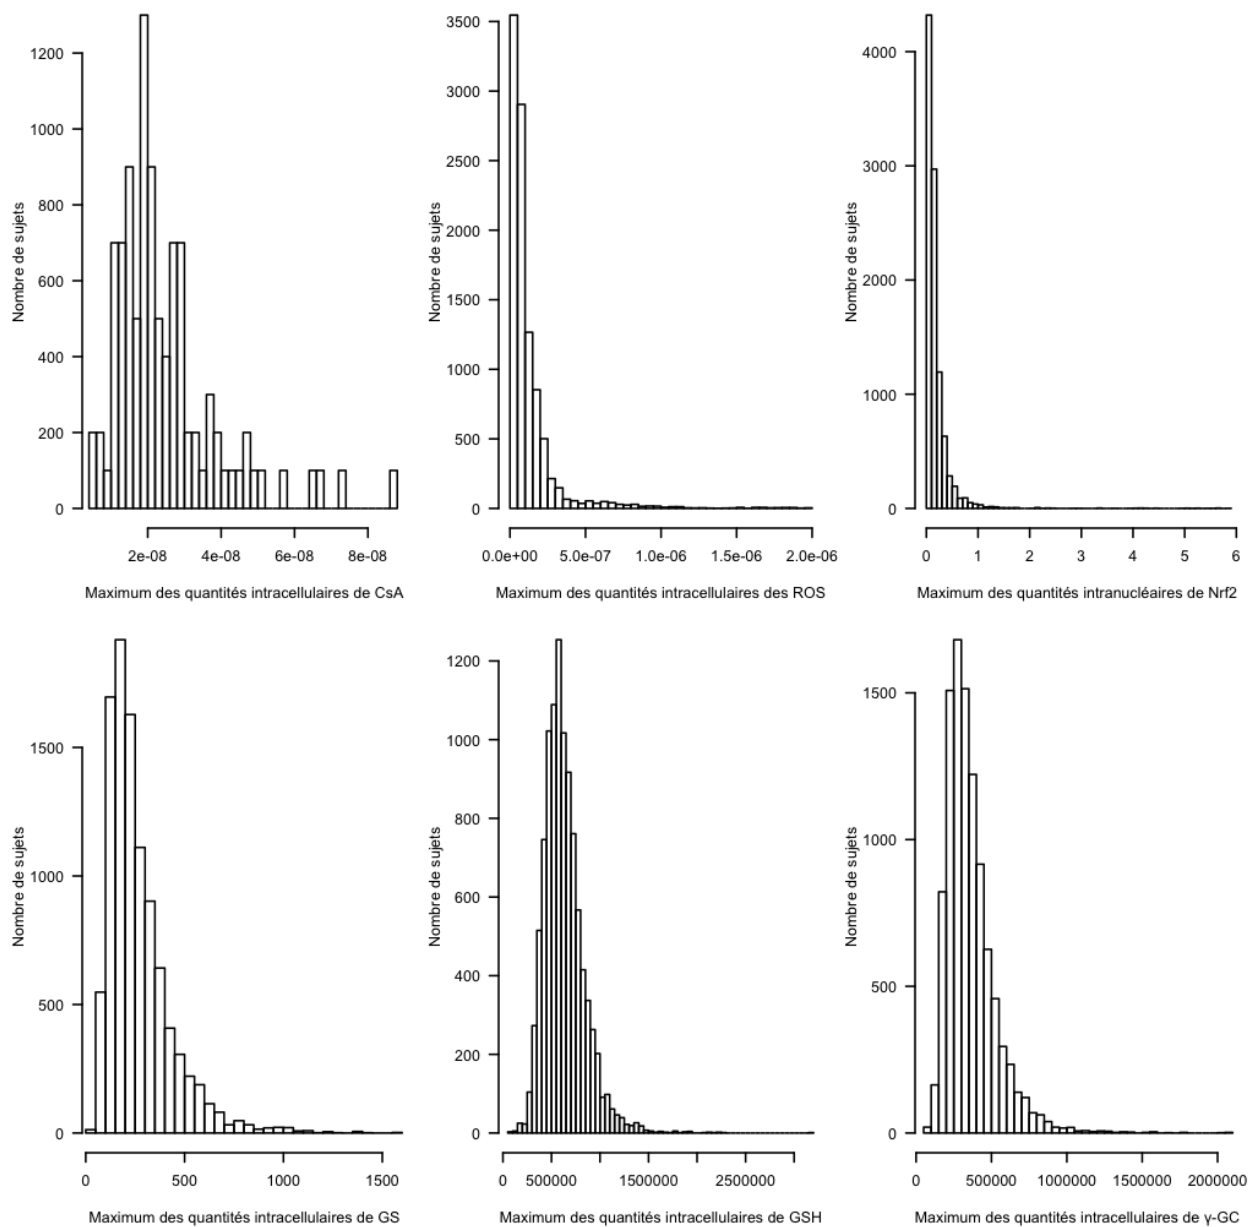 1200
1000
800
600
400
200
0
Nombre de sujets
2e-08 4e-08 6e-08 8e-08
Maximum des quantités intracellulaires de CsA
3500
3000
2500
2000
1500
1000
500
0
Nombre de sujets
0.0e+00 5.0e-07 1.0e-06 1.5e-06 2.0e-06
Maximum des quantités intracellulaires des ROS
4000
3000
2000
1000
0
Nombre de sujets
0 1 2 3 4 5 6
Maximum des quantités intranucléaires de Nrf2
1500
1000
500
0
Nombre de sujets
0 500 1000 1500
Maximum des quantités intracellulaires de GS
1200
1000
800
600
400
200
0
Nombre de sujets
0 500000 1500000 2500000
Maximum des quantités intracellulaires de GSH
1500
1000
500
0
Nombre de sujets
0 500000 1000000 1500000 2000000
Maximum des quantités intracellulaires de γ-GC